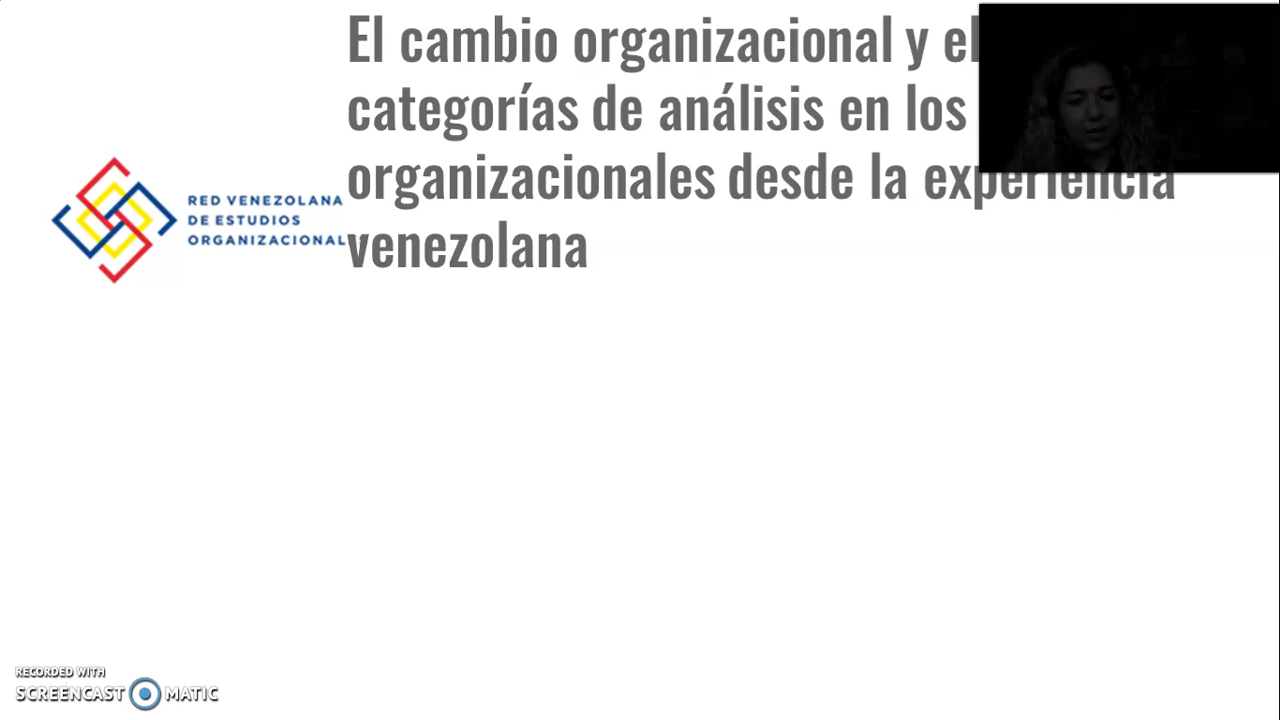 El cambio organizacional y el
categorías de análisis en los
organizacionales desde la experiencia
venezolana
RED VENEZOLANA
DE ESTUDIOS
ORGANIZACIONAL
RECORDED WITH
SCREENCAST MATIC